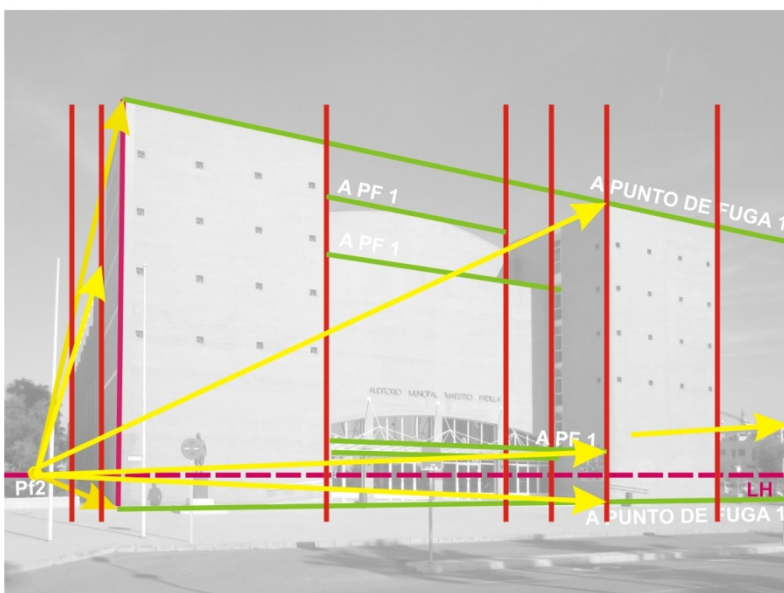 A PUNTO DE FUGA 1
A PF 1
A PF 1
AUDITORIO MUNICIPAL MAESTRO PADILLA
A PF 1
Pf2
LH
A PUNTO DE FUGA 1